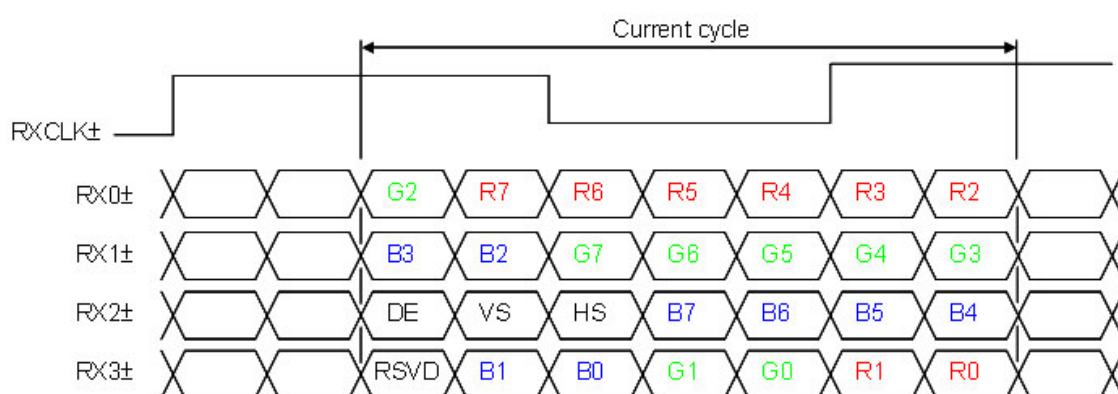 Current cycle
RXCLK±
RX0± G2 R7 R6 R5 R4 R3 R2
RX1± B3 B2 G7 G6 G5 G4 G3
RX2± DE VS HS B7 B6 B5 B4
RX3± RSVD B1 B0 G1 G0 R1 R0